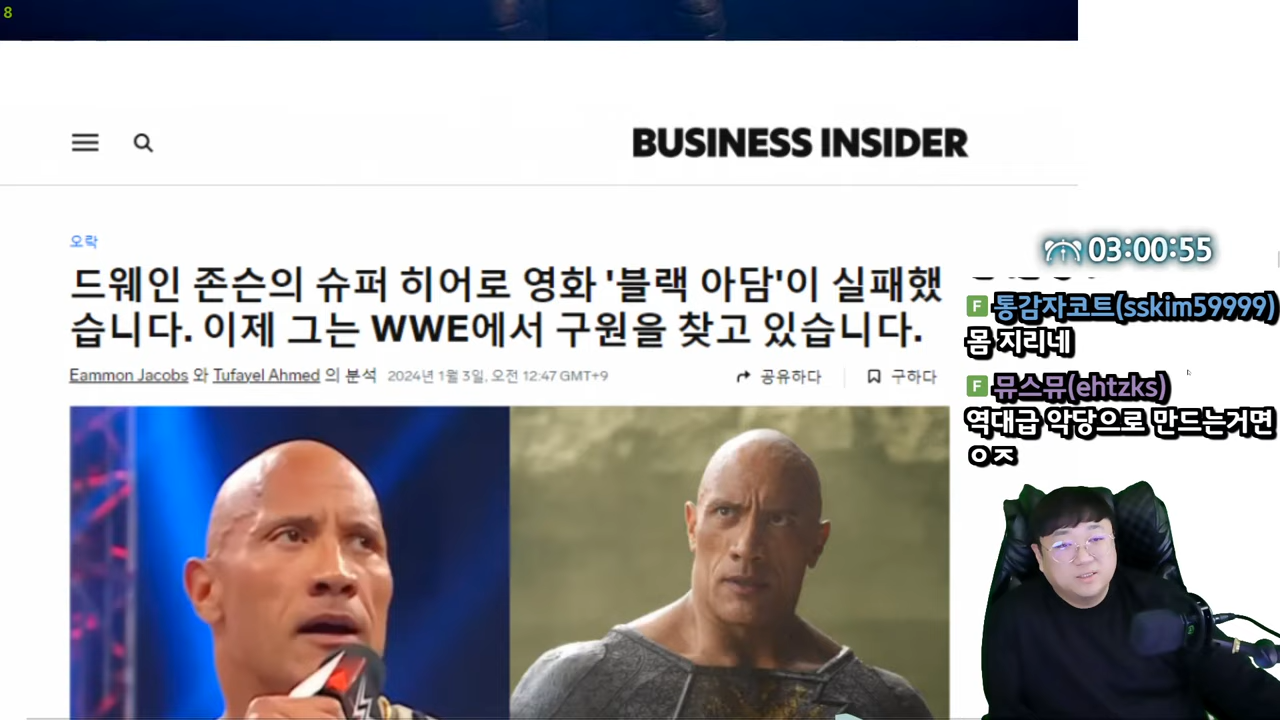 8
BUSINESS INSIDER
오락
드웨인 존슨의 슈퍼 히어로 영화 '블랙 아담'이 실패했
습니다. 이제 그는 WWE에서 구원을 찾고 있습니다.
Eammon Jacobs 와 Tufayel Ahmed 의 분석 2024년 1월 3일, 오전 12:47 GMT+9
공유하다
구하다
03:00:55
F 통감자코트(sskim59999)
몸 지리네
F 뮤스뮤(ehtzks)
역대급 악당으로 만드는거면
ㅇㅈ